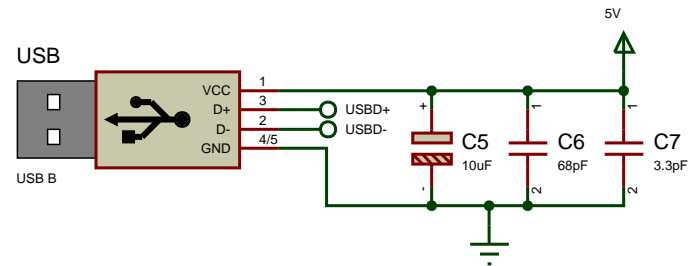 5V
USB
VCC 1
D+ 3 USBD+
D- 2 USBD-
GND 4/5
USB B
+ 1 1
C5 C6 C7
10uF 68pF 3.3pF
- 2 2